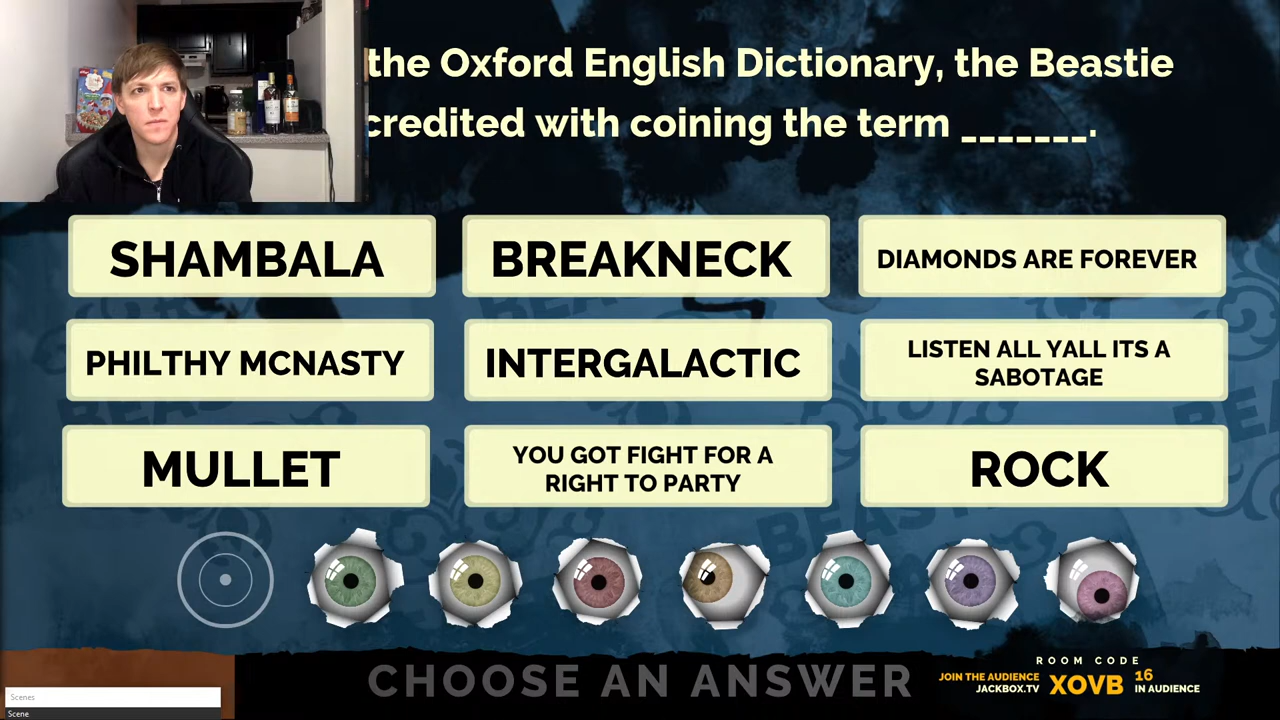 the Oxford English Dictionary, the Beastie
credited with coining the term _______.
SHAMBALA
BREAKNECK
DIAMONDS ARE FOREVER
PHILTHY MCNASTY
INTERGALACTIC
LISTEN ALL YALL ITS A
SABOTAGE
MULLET
YOU GOT FIGHT FOR A
RIGHT TO PARTY
ROCK
CHOOSE AN ANSWER
ROOM CODE
JOIN THE AUDIENCE
JACKBOX.TV
XOVB
16
IN AUDIENCE
Scenes
Scene